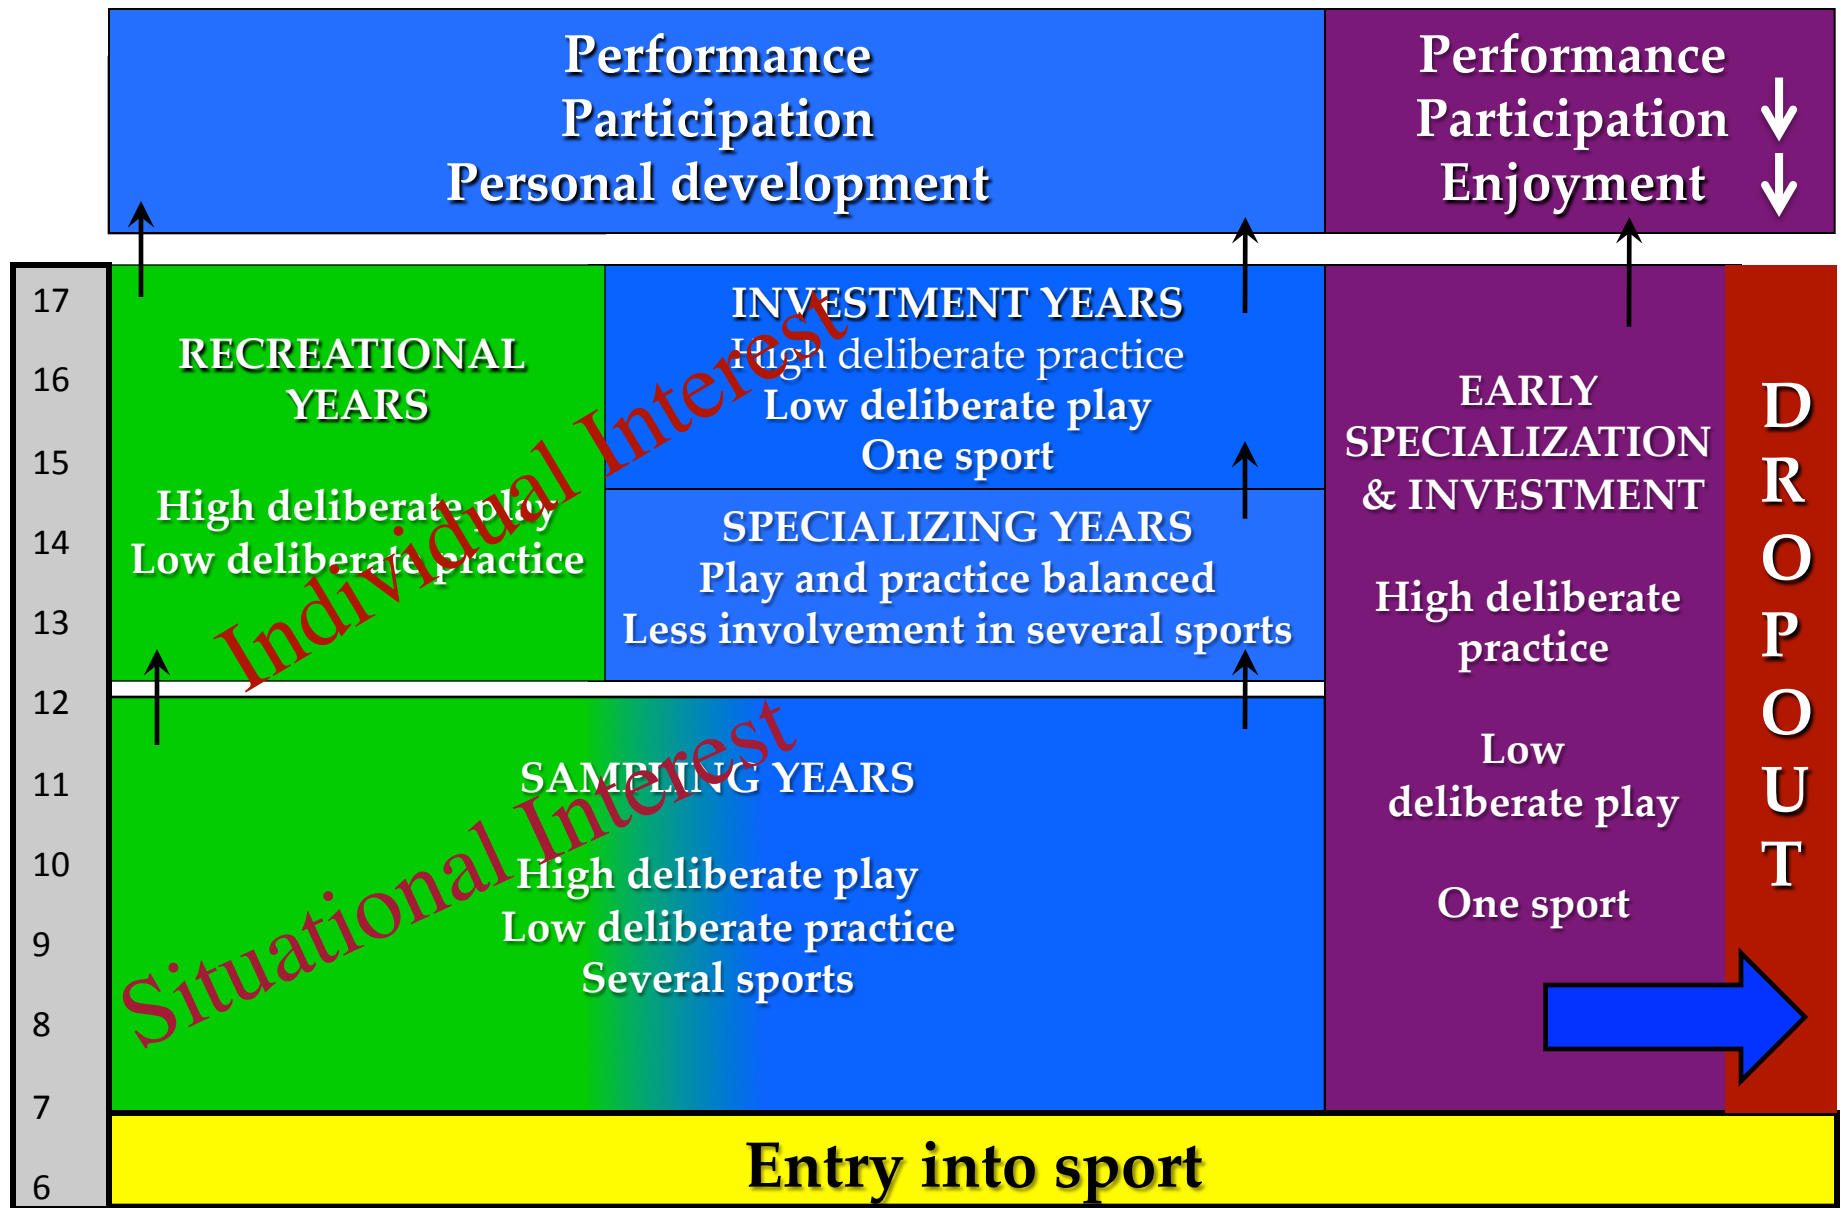 Performance
Participation
Personal development
Performance
Participation
Enjoyment
17
16
15
14
13
12
11
10
9
8
7
6
RECREATIONAL
YEARS
High deliberate play
Low deliberate practice
INVESTMENT YEARS
High deliberate practice
Low deliberate play
One sport
SPECIALIZING YEARS
Play and practice balanced
Less involvement in several sports
Individual Interest
SAMPLING YEARS
High deliberate play
Low deliberate practice
Several sports
Situational Interest
EARLY
SPECIALIZATION
& INVESTMENT
High deliberate
practice
Low
deliberate play
One sport
DROPOUT
Entry into sport